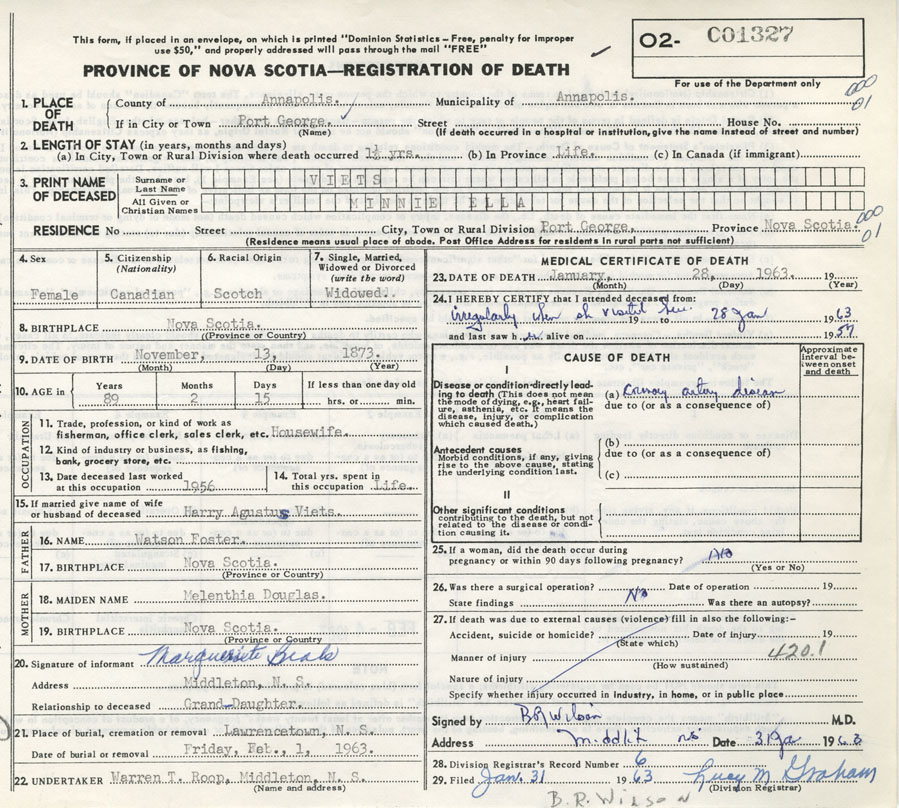 This form, if placed in an envelope, on which is printed "Dominion Statistics – Free, penalty for improper
use $50," and properly addressed will pass through the mail "FREE"
PROVINCE OF NOVA SCOTIA—REGISTRATION OF DEATH
O2- C01327
For use of the Department only
000
01
1. PLACE OF DEATH
County of Annapolis. Municipality of Annapolis.
If in City or Town Port George. Street House No.
(Name) (If death occurred in a hospital or institution, give the name instead of street and number)
2. LENGTH OF STAY (in years, months and days)
(a) In City, Town or Rural Division where death occurred 1½ yrs. (b) In Province Life. (c) In Canada (if immigrant)
3. PRINT NAME OF DECEASED
Surname or Last Name VIETS
All Given or Christian Names MINNIE ELLA
000
01
RESIDENCE No Street City, Town or Rural Division Port George, Province Nova Scotia.
(Residence means usual place of abode. Post Office Address for residents in rural parts not sufficient)
4. Sex
Female
5. Citizenship
(Nationality)
Canadian
6. Racial Origin
Scotch
7. Single, Married,
Widowed or Divorced
(write the word)
Widowed..
8. BIRTHPLACE Nova Scotia.
(Province or Country)
9. DATE OF BIRTH November, 13, 1873.
(Month) (Day) (Year)
10. AGE in Years Months Days If less than one day old
89 2 15 hrs. or min.
OCCUPATION
11. Trade, profession, or kind of work as
fisherman, office clerk, sales clerk, etc. Housewife.
12. Kind of industry or business, as fishing,
bank, grocery store, etc.
13. Date deceased last worked
at this occupation 1956
14. Total yrs. spent in
this occupation Life.
15. If married give name of wife
or husband of deceased Harry Agustus Viets.
FATHER
16. NAME Watson Foster.
17. BIRTHPLACE Nova Scotia.
(Province or Country)
MOTHER
18. MAIDEN NAME Melenthia Douglas.
19. BIRTHPLACE Nova Scotia.
(Province or Country
20. Signature of informant Marguerite Beals
Address Middleton, N. S.
Relationship to deceased Grand-Daughter.
21. Place of burial, cremation or removal Lawrencetown, N. S.
Date of burial or removal Friday, Feb., 1, 1963.
22. UNDERTAKER Warren T. Roop, Middleton, N. S.
(Name and address)
MEDICAL CERTIFICATE OF DEATH
23. DATE OF DEATH January, 28, 1963. 19
(Month) (Day) (Year)
24. I HEREBY CERTIFY that I attended deceased from:
Irregularly when visited 19 to 28 Jan 1963
and last saw her alive on 1957
CAUSE OF DEATH
Approximate
interval between
onset
and death
I
Disease or condition directly leading
to death (This does not
mean the mode of dying, e.g., heart failure,
asthenia, etc. It means the
disease, injury, or complication
which caused death.)
(a)
due to (or as a consequence of)
Antecedent causes
Morbid conditions, if any, giving
rise to the above cause, stating
the underlying condition last.
(b)
due to (or as a consequence of)
(c)
II
Other significant conditions
contributing to the death, but not
related to the disease or condition
causing it.
25. If a woman, did the death occur during
pregnancy or within 90 days following pregnancy? No
(Yes or No)
26. Was there a surgical operation? No Date of operation 19
State findings Was there an autopsy?
27. If death was due to external causes (violence) fill in also the following:–
Accident, suicide or homicide? Date of injury 19
(State which)
420.1
Manner of injury
(How sustained)
Nature of injury
Specify whether injury occurred in industry, in home, or in public place
Signed by BR Wilson M.D.
Address Middleton NS Date 31 Ja 1963
28. Division Registrar's Record Number 6
29. Filed Jan. 31 1963 Lucy M Graham
(Division Registrar)
B.R. WILSON